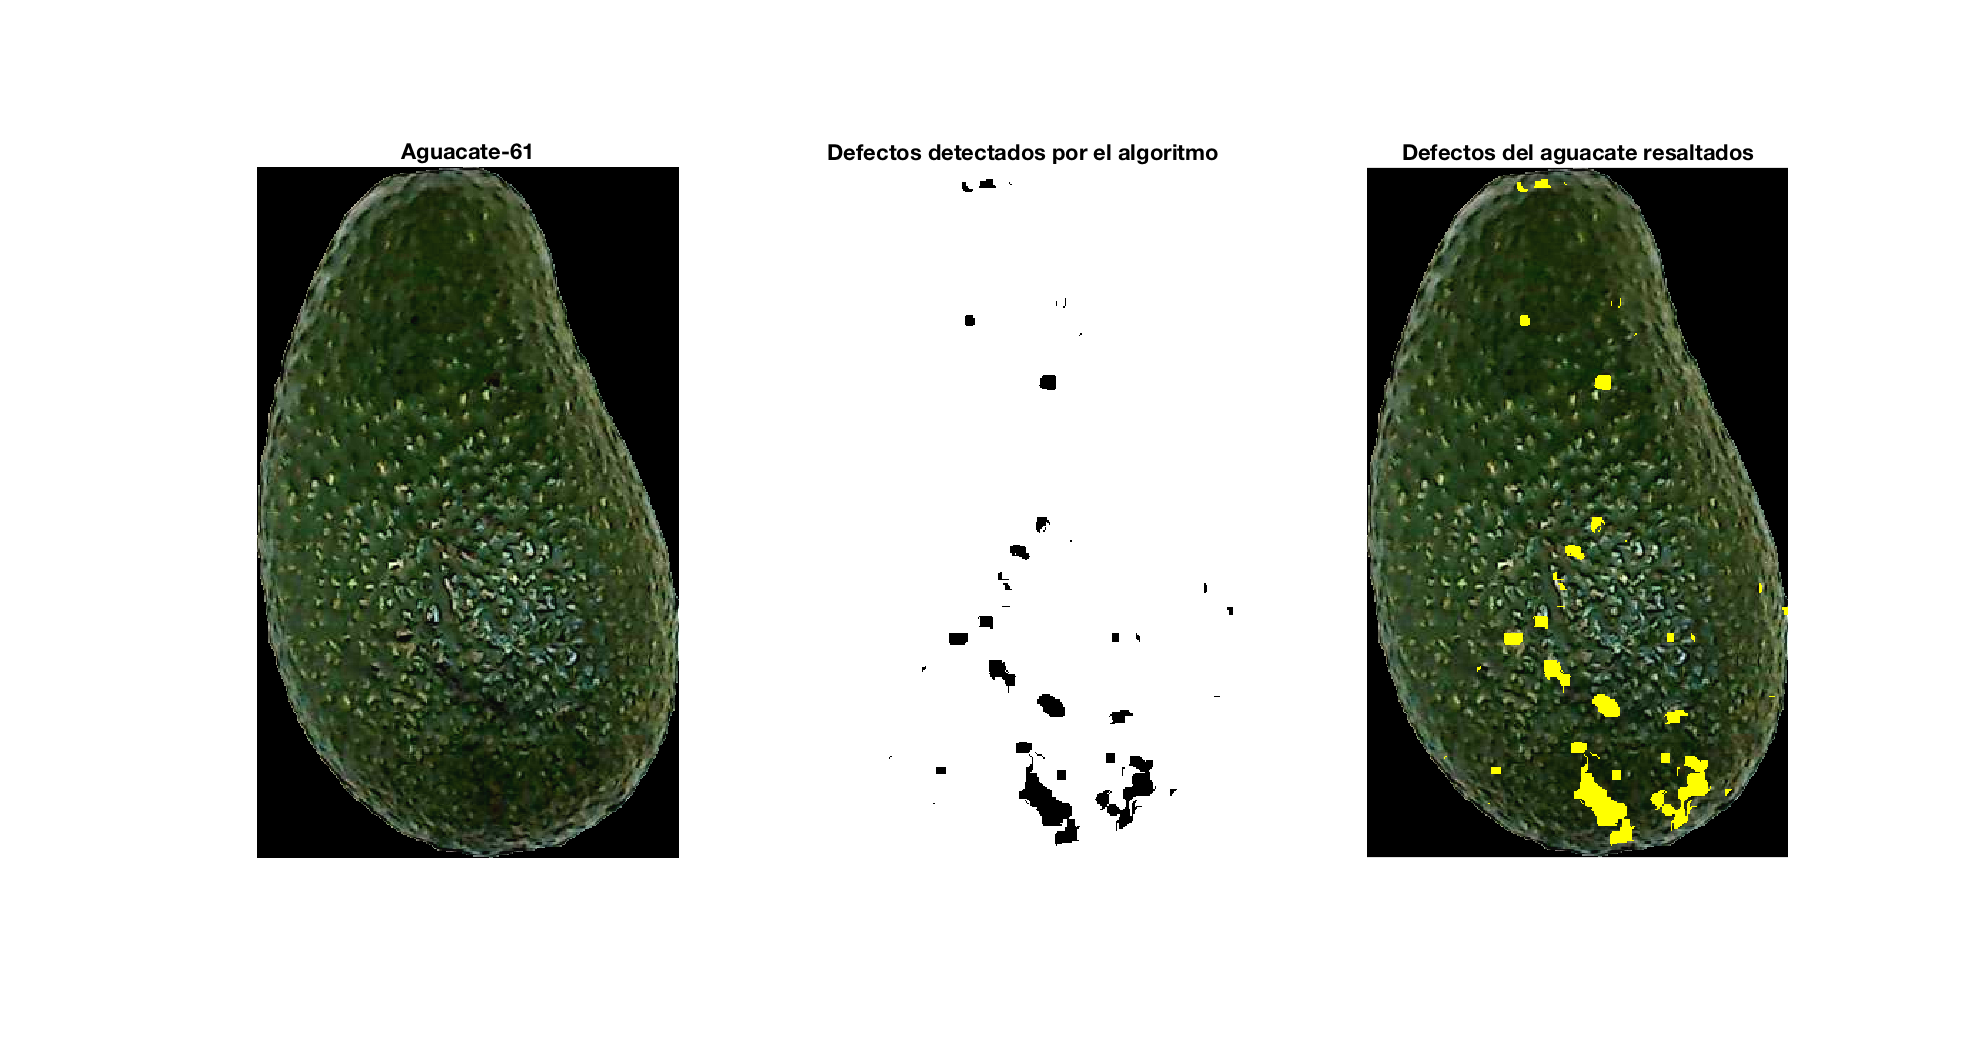 Aguacate-61
Defectos detectados por el algoritmo
Defectos del aguacate resaltados